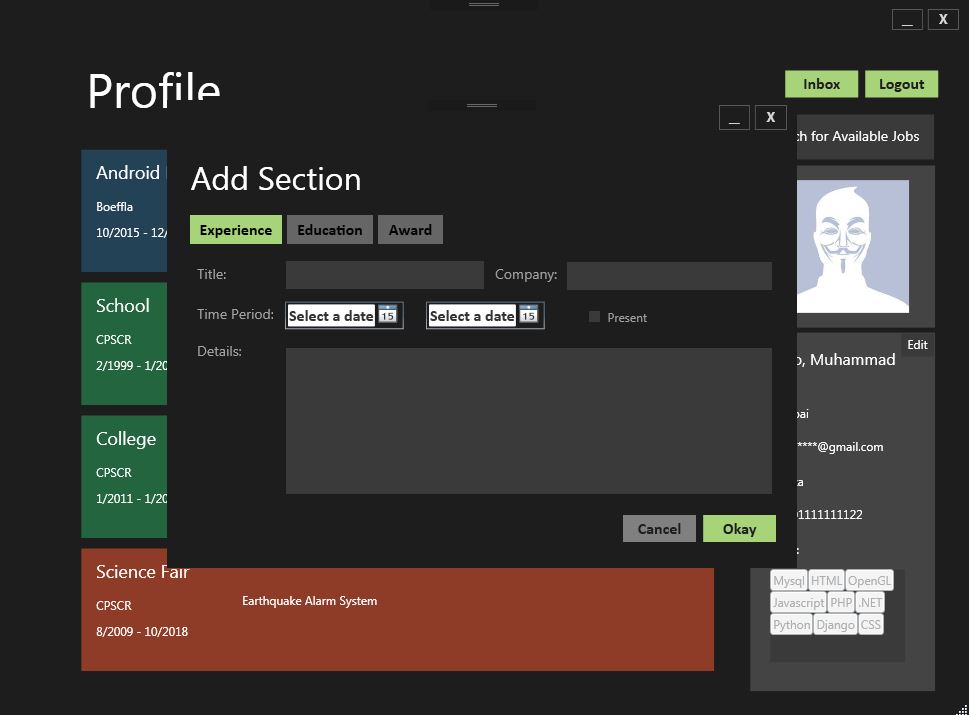 _ X
Profile
Inbox Logout
_ X
for Available Jobs
Add Section
Experience Education Award
Title: Company:
Time Period: Select a date 15 Select a date 15 Present
Details:
Cancel Okay
Android
Boeffla
10/2015 - 12/
School
CPSCR
2/1999 - 1/20
College
CPSCR
1/2011 - 1/20
Science Fair
CPSCR
8/2009 - 10/2018
Earthquake Alarm System
Edit
Muhammad
****@gmail.com
01111111122
Mysql HTML OpenGL
Javascript PHP .NET
Python Django CSS